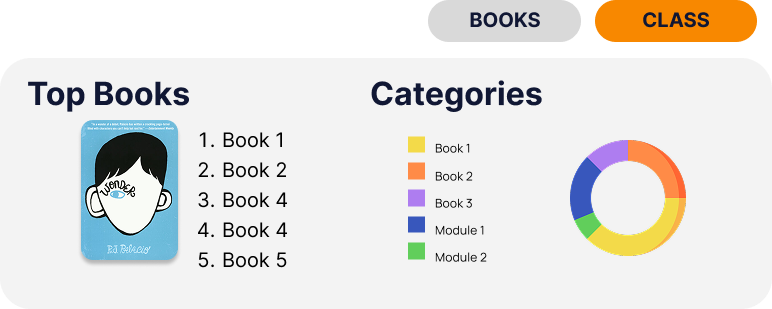 BOOKS
CLASS
Top Books
WONDER
R.J. Palacio
1. Book 1
2. Book 2
3. Book 4
4. Book 4
5. Book 5
Categories
Book 1
Book 2
Book 3
Module 1
Module 2